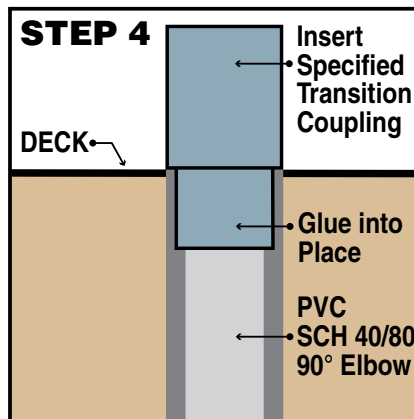 STEP 4
Insert
Specified
Transition
Coupling
DECK
Glue into
Place
PVC
SCH 40/80
90° Elbow